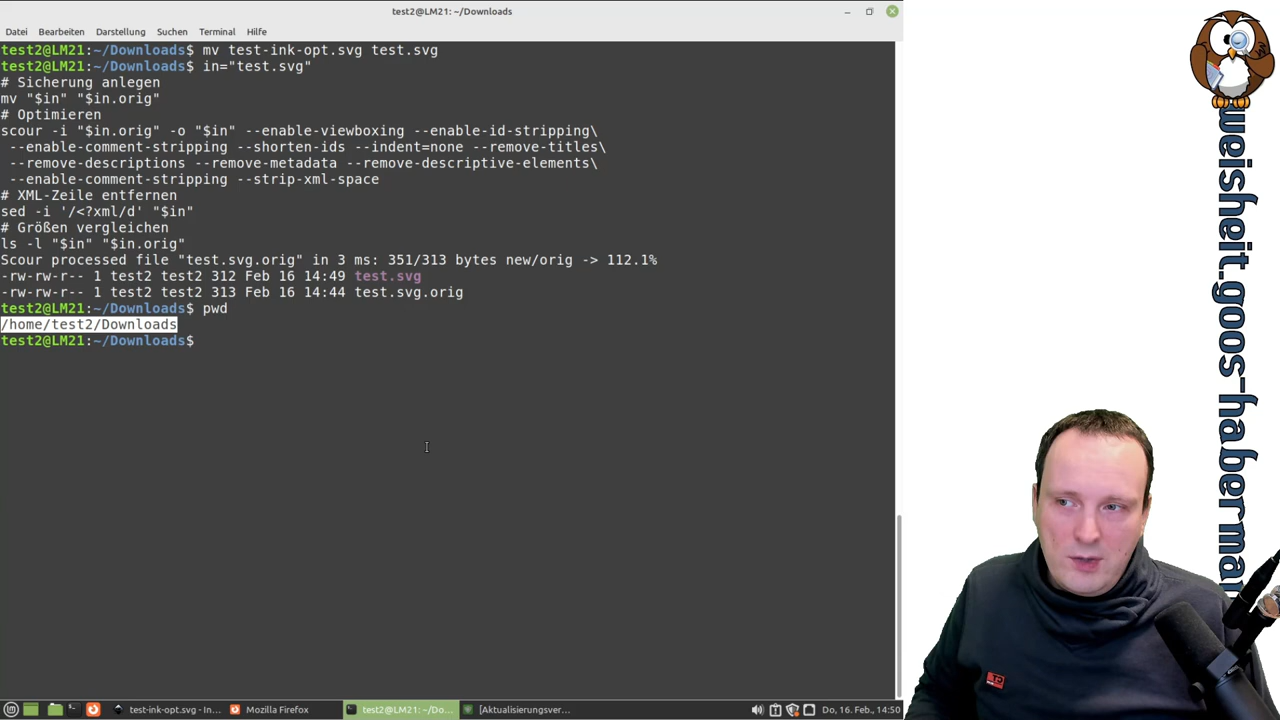 test2@LM21: ~/Downloads
Datei Bearbeiten Darstellung Suchen Terminal Hilfe
test2@LM21:~/Downloads$ mv test-ink-opt.svg test.svg
test2@LM21:~/Downloads$ in="test.svg"
# Sicherung anlegen
mv "$in" "$in.orig"
# Optimieren
scour -i "$in.orig" -o "$in" --enable-viewboxing --enable-id-stripping\
--enable-comment-stripping --shorten-ids --indent=none --remove-titles\
--remove-descriptions --remove-metadata --remove-descriptive-elements\
--enable-comment-stripping --strip-xml-space
# XML-Zeile entfernen
sed -i '/<?xml/d' "$in"
# Größen vergleichen
ls -l "$in" "$in.orig"
Scour processed file "test.svg.orig" in 3 ms: 351/313 bytes new/orig -> 112.1%
-rw-rw-r-- 1 test2 test2 312 Feb 16 14:49 test.svg
-rw-rw-r-- 1 test2 test2 313 Feb 16 14:44 test.svg.orig
test2@LM21:~/Downloads$ pwd
/home/test2/Downloads
test2@LM21:~/Downloads$
test-ink-opt.svg - In...
Mozilla Firefox
test2@LM21: ~/Do...
[Aktualisierungsver...
Do, 16. Feb., 14:50